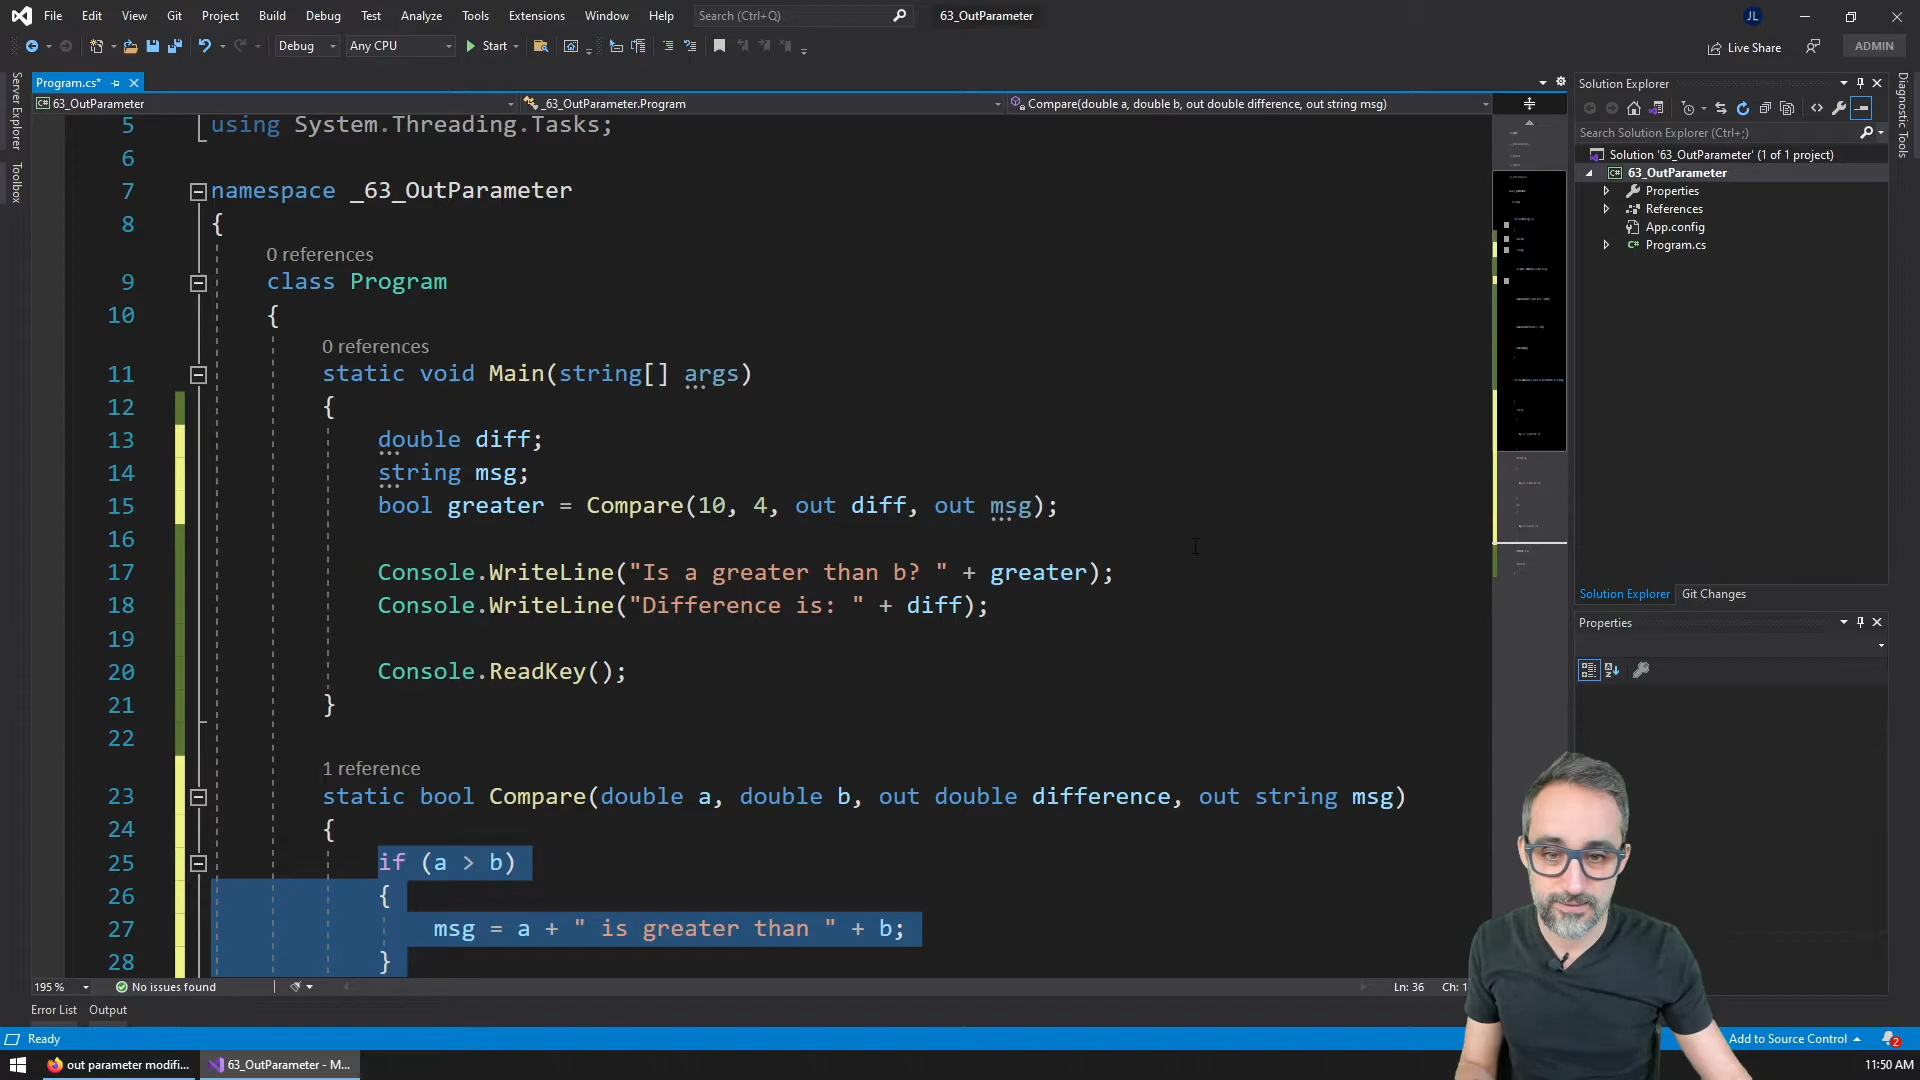 File Edit View Git Project Build Debug Test Analyze Tools Extensions Window Help Search (Ctrl+Q) 63_OutParameter JL
Debug Any CPU Start Live Share ADMIN
Program.cs*
63_OutParameter _63_OutParameter.Program Compare(double a, double b, out double difference, out string msg)
Server Explorer
Toolbox
5 using System.Threading.Tasks;
6
7 namespace _63_OutParameter
8 {
0 references
9 class Program
10 {
0 references
11 static void Main(string[] args)
12 {
13 double diff;
14 string msg;
15 bool greater = Compare(10, 4, out diff, out msg);
16
17 Console.WriteLine("Is a greater than b? " + greater);
18 Console.WriteLine("Difference is: " + diff);
19
20 Console.ReadKey();
21 }
22
1 reference
23 static bool Compare(double a, double b, out double difference, out string msg)
24 {
25 if (a > b)
26 {
27 msg = a + " is greater than " + b;
28 }
195 % No issues found Ln: 36 Ch: 1
Error List Output
Ready Add to Source Control 2
Solution Explorer
Search Solution Explorer (Ctrl+;)
Solution '63_OutParameter' (1 of 1 project)
63_OutParameter
Properties
References
App.config
Program.cs
Solution Explorer Git Changes
Properties
Diagnostic Tools
out parameter modifi... 63_OutParameter - M... 11:50 AM